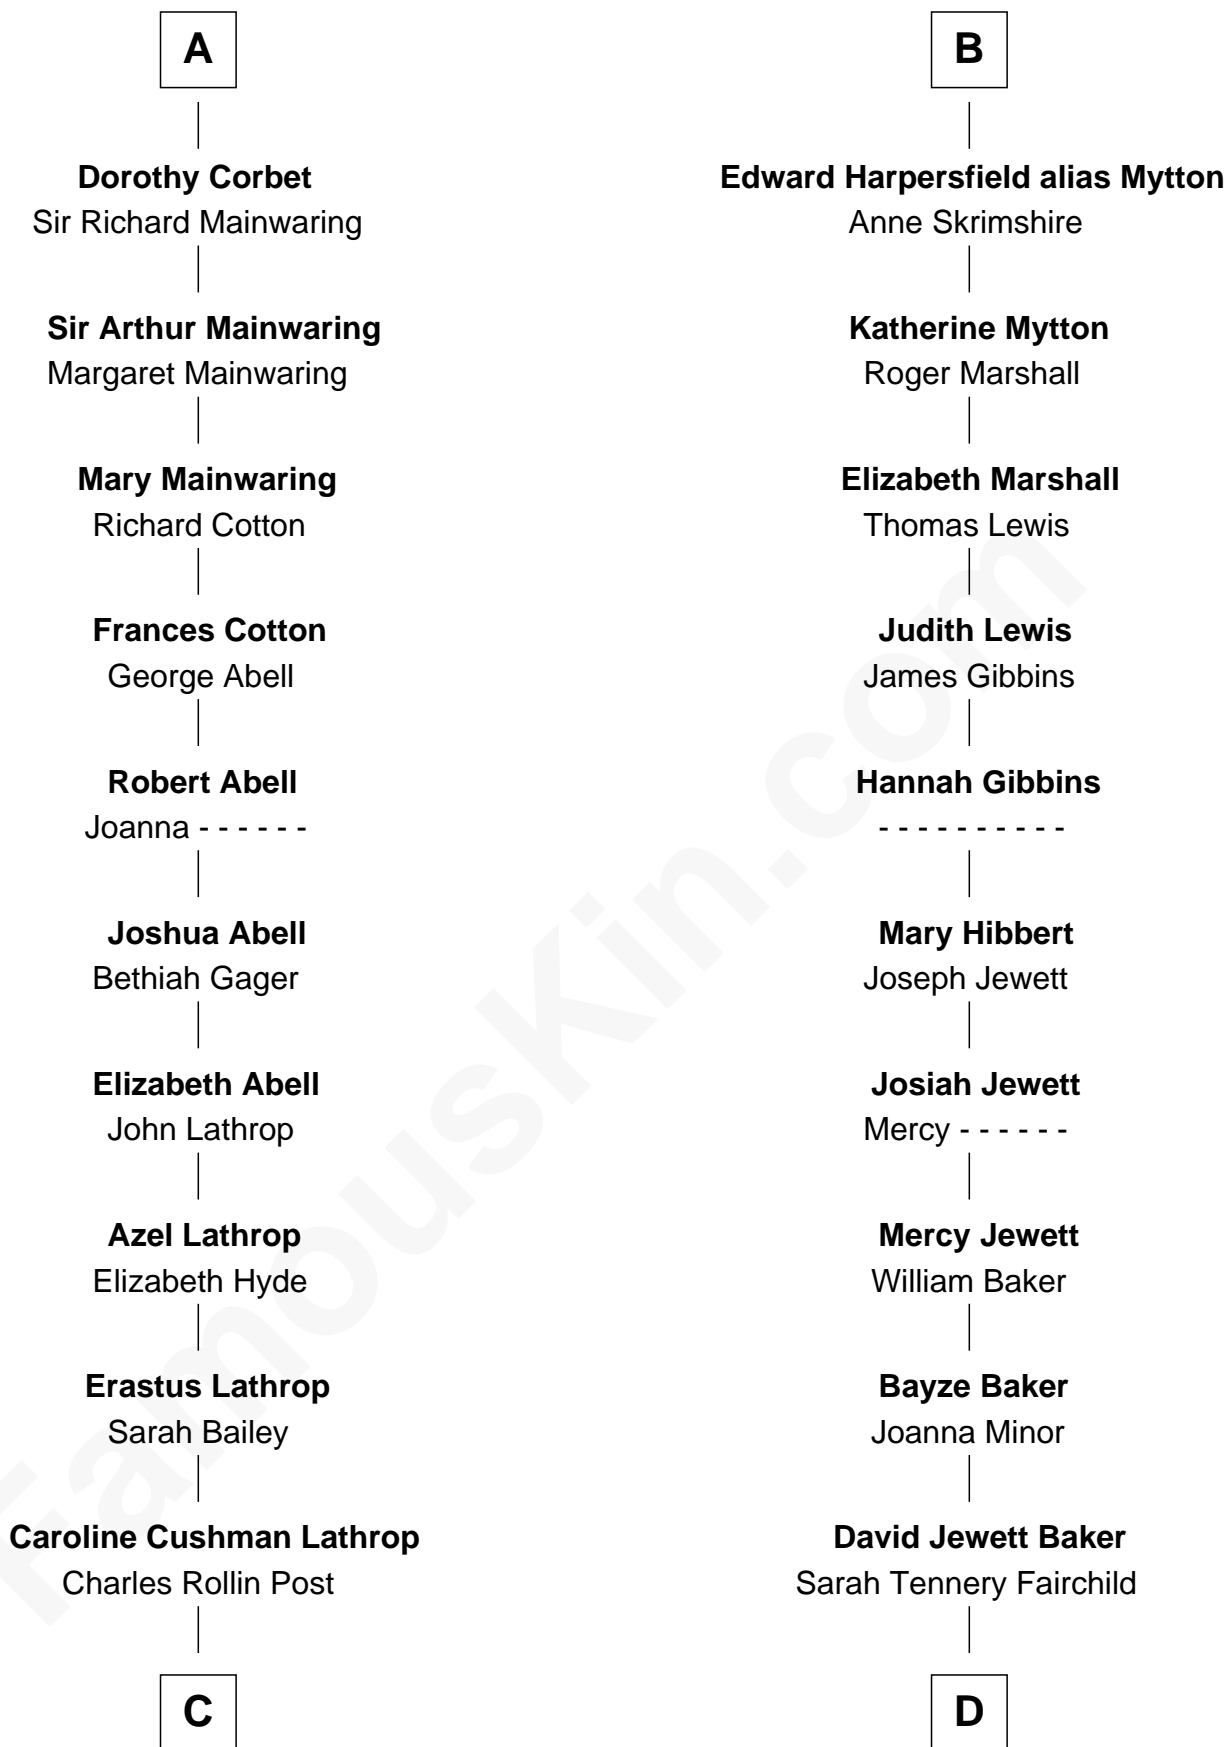 A
Dorothy Corbet
Sir Richard Mainwaring
Sir Arthur Mainwaring
Margaret Mainwaring
Mary Mainwaring
Richard Cotton
Frances Cotton
George Abell
Robert Abell
Joanna - - - - - -
Joshua Abell
Bethiah Gager
Elizabeth Abell
John Lathrop
Azel Lathrop
Elizabeth Hyde
Erastus Lathrop
Sarah Bailey
Caroline Cushman Lathrop
Charles Rollin Post
C
B
Edward Harpersfield alias Mytton
Anne Skrimshire
Katherine Mytton
Roger Marshall
Elizabeth Marshall
Thomas Lewis
Judith Lewis
James Gibbins
Hannah Gibbins
- - - - - - - - - -
Mary Hibbert
Joseph Jewett
Josiah Jewett
Mercy - - - - - -
Mercy Jewett
William Baker
Bayze Baker
Joanna Minor
David Jewett Baker
Sarah Tennery Fairchild
D
FamousKin.com